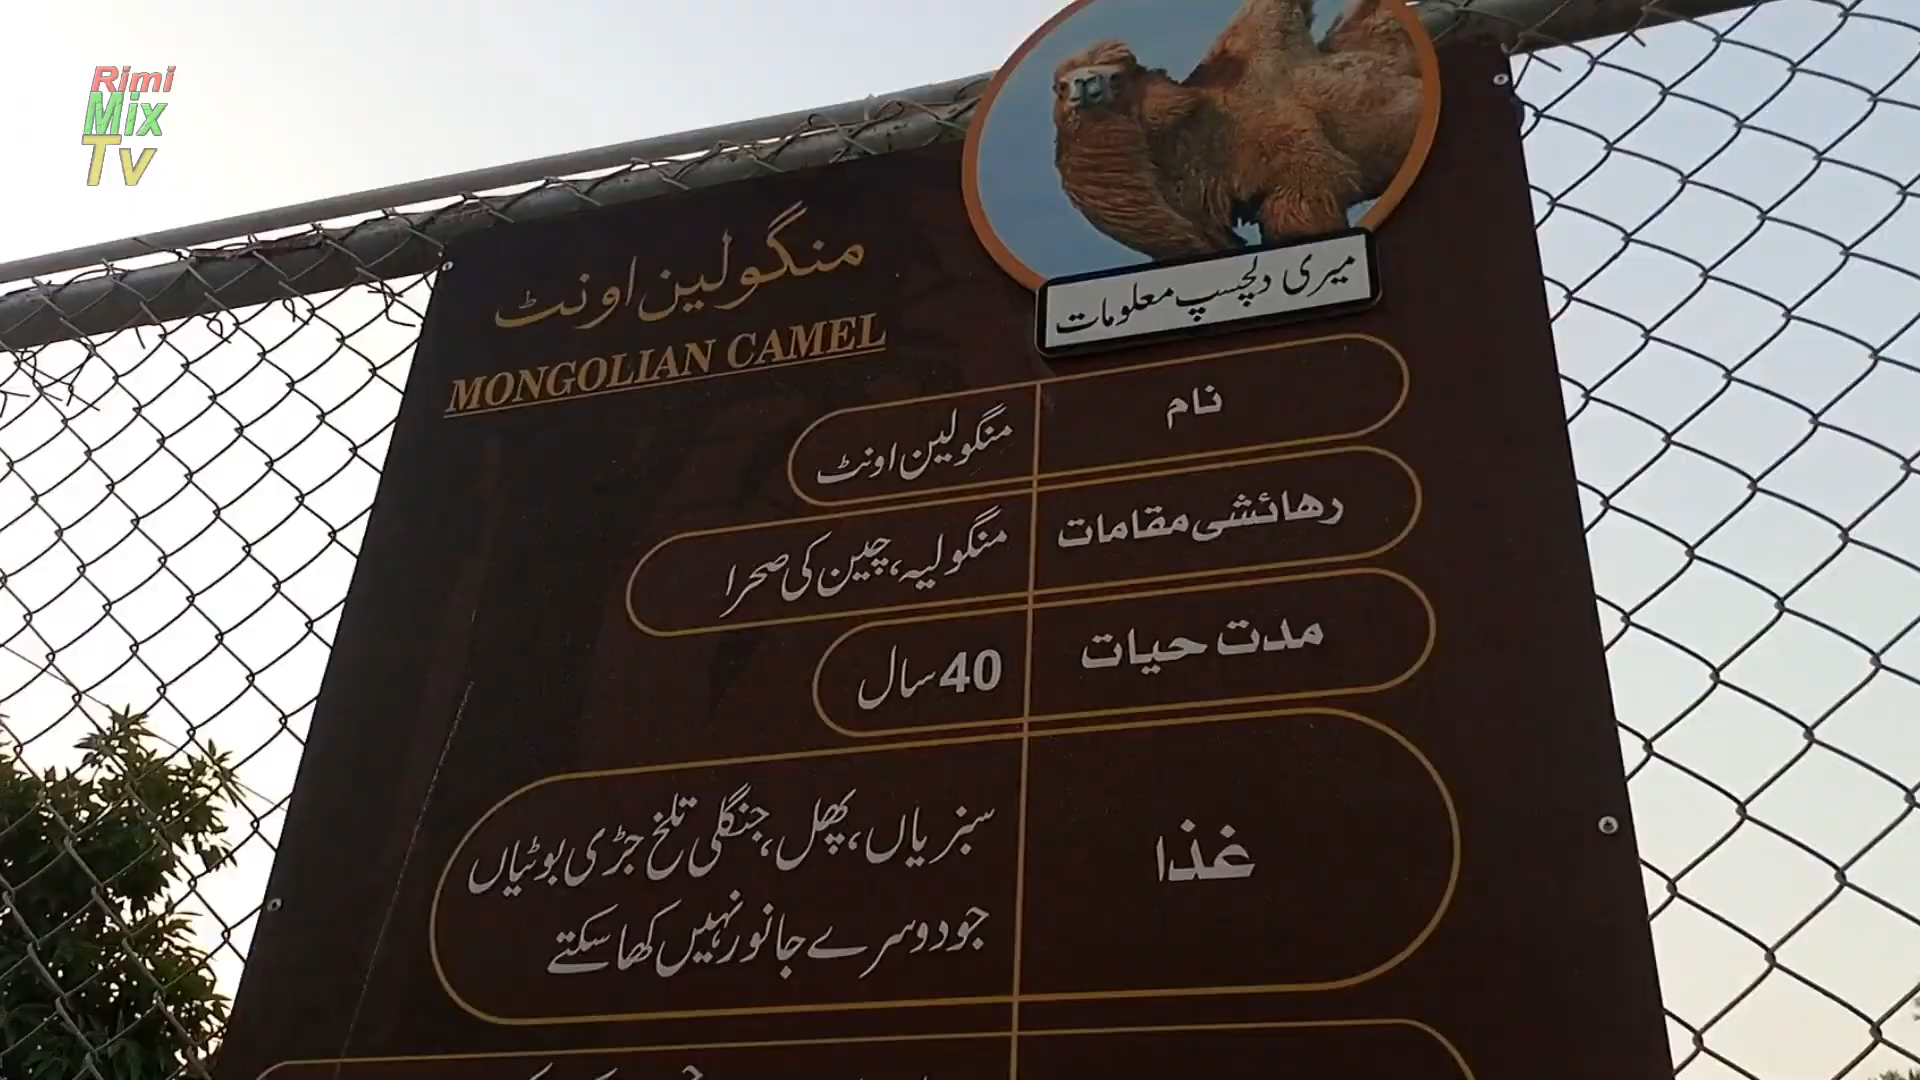 Rimi
Mix
Tv
منگولین اونٹ
MONGOLIAN CAMEL
میری دلچسپ معلومات
نام
منگولین اونٹ
رہائشی مقامات
منگولیہ، چین کی صحرا
مدت حیات
40 سال
غذا
سبزیاں، پھل، جنگلی تلخ جڑی بوٹیاں
جو دوسرے جانور نہیں کھا سکتے